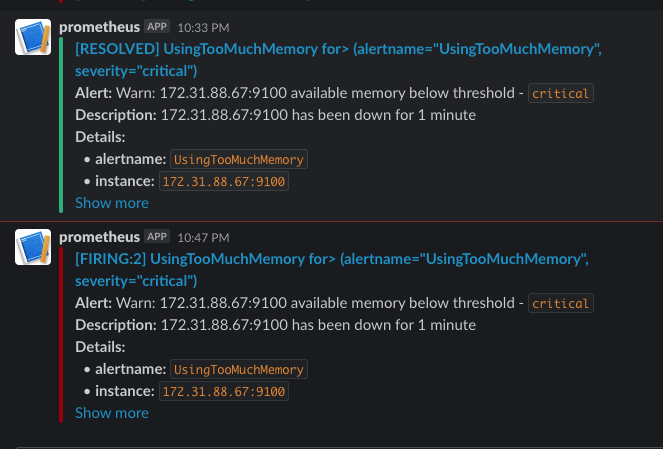 prometheus APP 10:33 PM
[RESOLVED] UsingTooMuchMemory for> (alertname="UsingTooMuchMemory",
severity="critical")
Alert: Warn: 172.31.88.67:9100 available memory below threshold - critical
Description: 172.31.88.67:9100 has been down for 1 minute
Details:
• alertname: UsingTooMuchMemory
• instance: 172.31.88.67:9100
Show more
prometheus APP 10:47 PM
[FIRING:2] UsingTooMuchMemory for> (alertname="UsingTooMuchMemory",
severity="critical")
Alert: Warn: 172.31.88.67:9100 available memory below threshold - critical
Description: 172.31.88.67:9100 has been down for 1 minute
Details:
• alertname: UsingTooMuchMemory
• instance: 172.31.88.67:9100
Show more